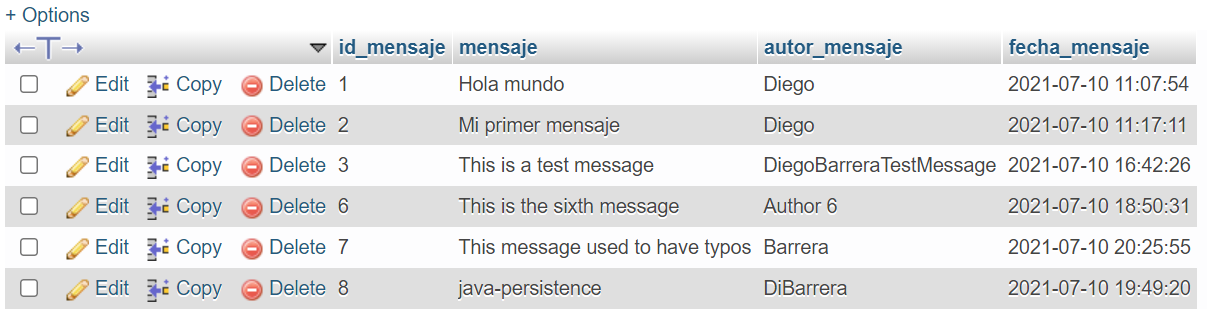 + Options
←T→ id_mensaje mensaje autor_mensaje fecha_mensaje
Edit Copy Delete 1 Hola mundo Diego 2021-07-10 11:07:54
Edit Copy Delete 2 Mi primer mensaje Diego 2021-07-10 11:17:11
Edit Copy Delete 3 This is a test message DiegoBarreraTestMessage 2021-07-10 16:42:26
Edit Copy Delete 6 This is the sixth message Author 6 2021-07-10 18:50:31
Edit Copy Delete 7 This message used to have typos Barrera 2021-07-10 20:25:55
Edit Copy Delete 8 java-persistence DiBarrera 2021-07-10 19:49:20